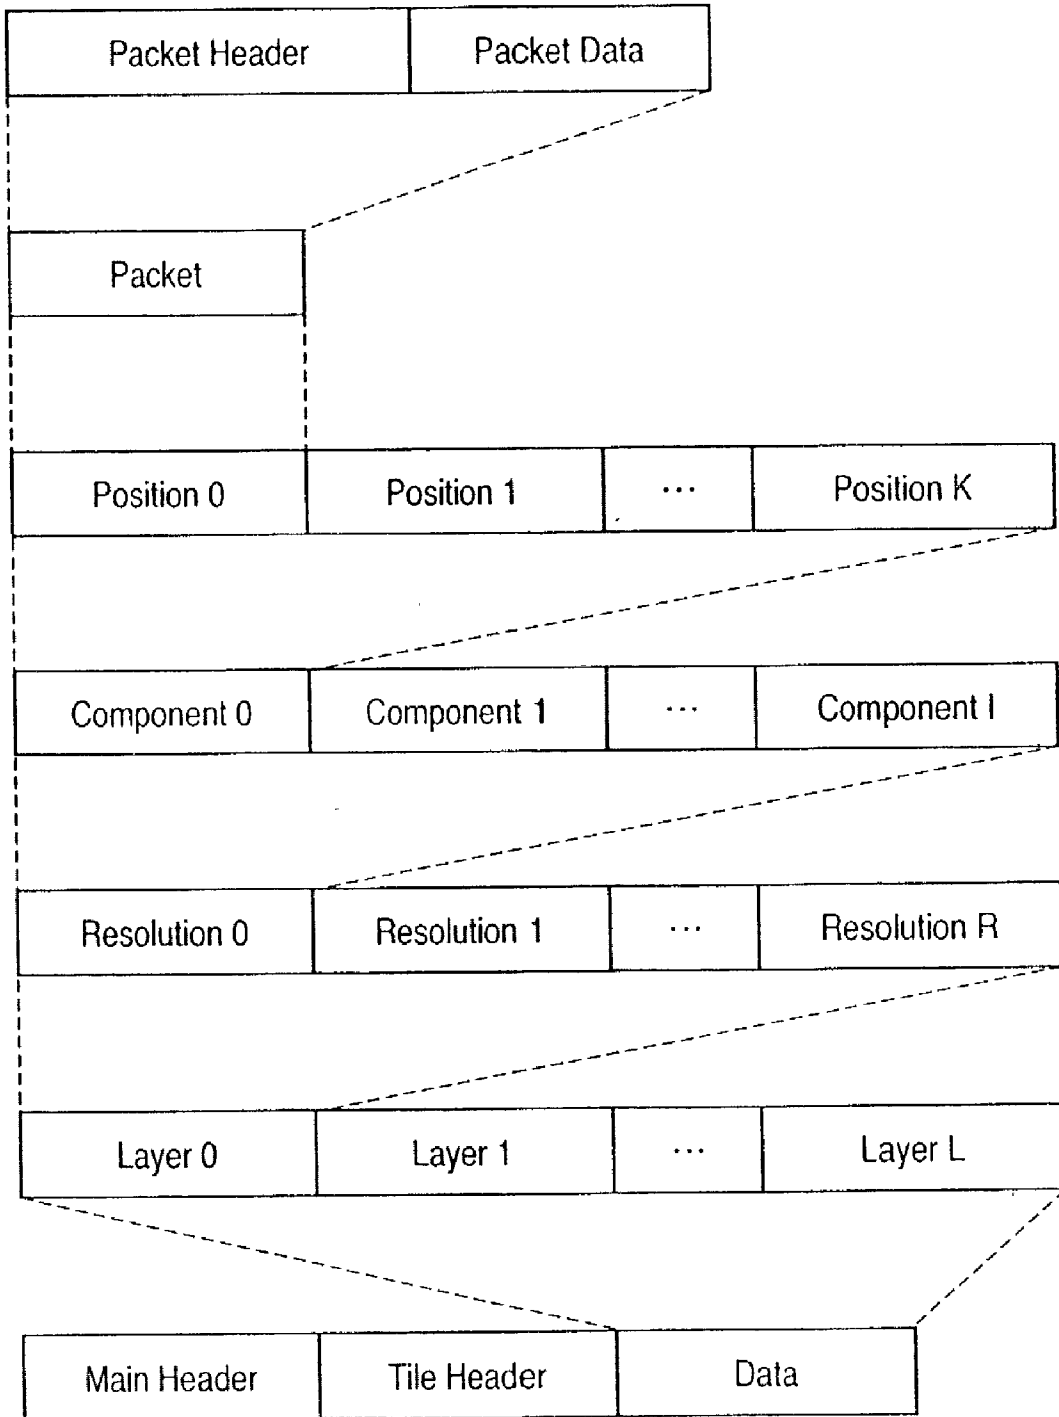 Packet Header Packet Data
Packet
Position 0 Position 1 ... Position K
Component 0 Component 1 ... Component I
Resolution 0 Resolution 1 ... Resolution R
Layer 0 Layer 1 ... Layer L
Main Header Tile Header Data